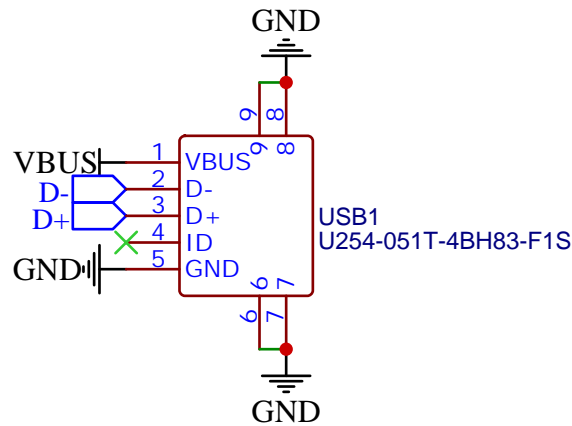 GND
9 8
9 8
VBUS 1 VBUS
D- 2 D-
D+ 3 D+
4 ID
GND 5 GND
USB1
U254-051T-4BH83-F1S
6 7
6 7
GND